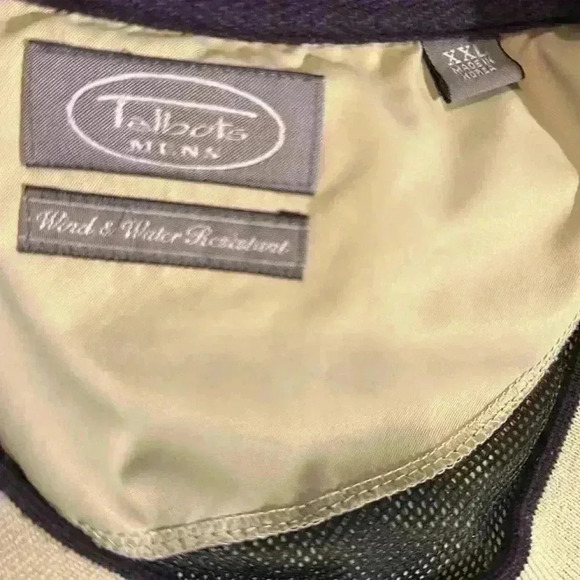 Talbots
MENS
Wind & Water Resistant
XXL
MADE IN
KOREA